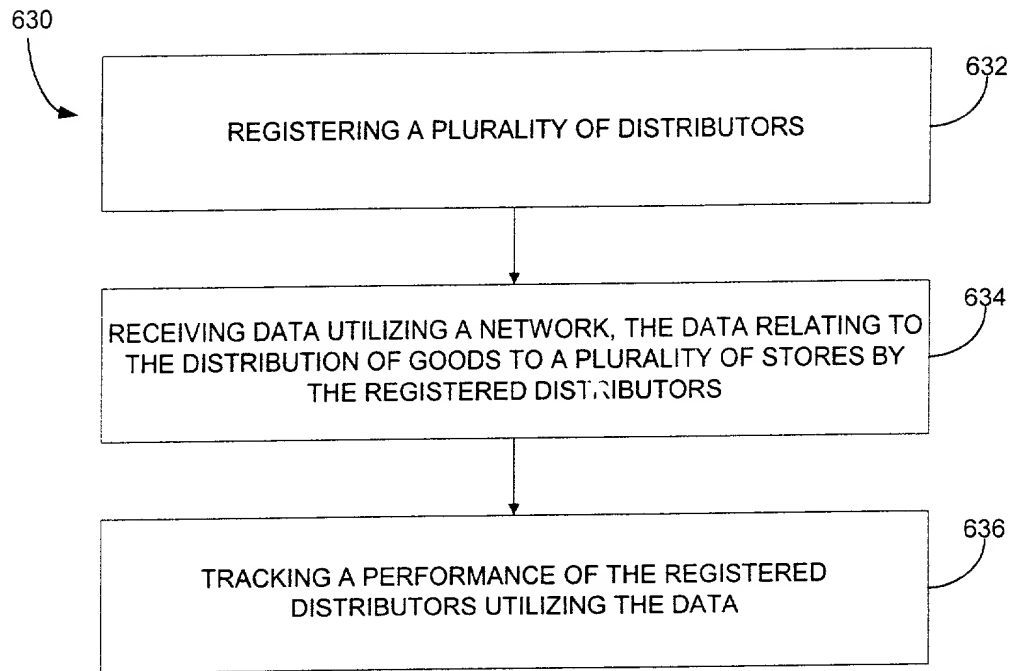 630
632
REGISTERING A PLURALITY OF DISTRIBUTORS
634
RECEIVING DATA UTILIZING A NETWORK, THE DATA RELATING TO
THE DISTRIBUTION OF GOODS TO A PLURALITY OF STORES BY
THE REGISTERED DISTRIBUTORS
636
TRACKING A PERFORMANCE OF THE REGISTERED
DISTRIBUTORS UTILIZING THE DATA